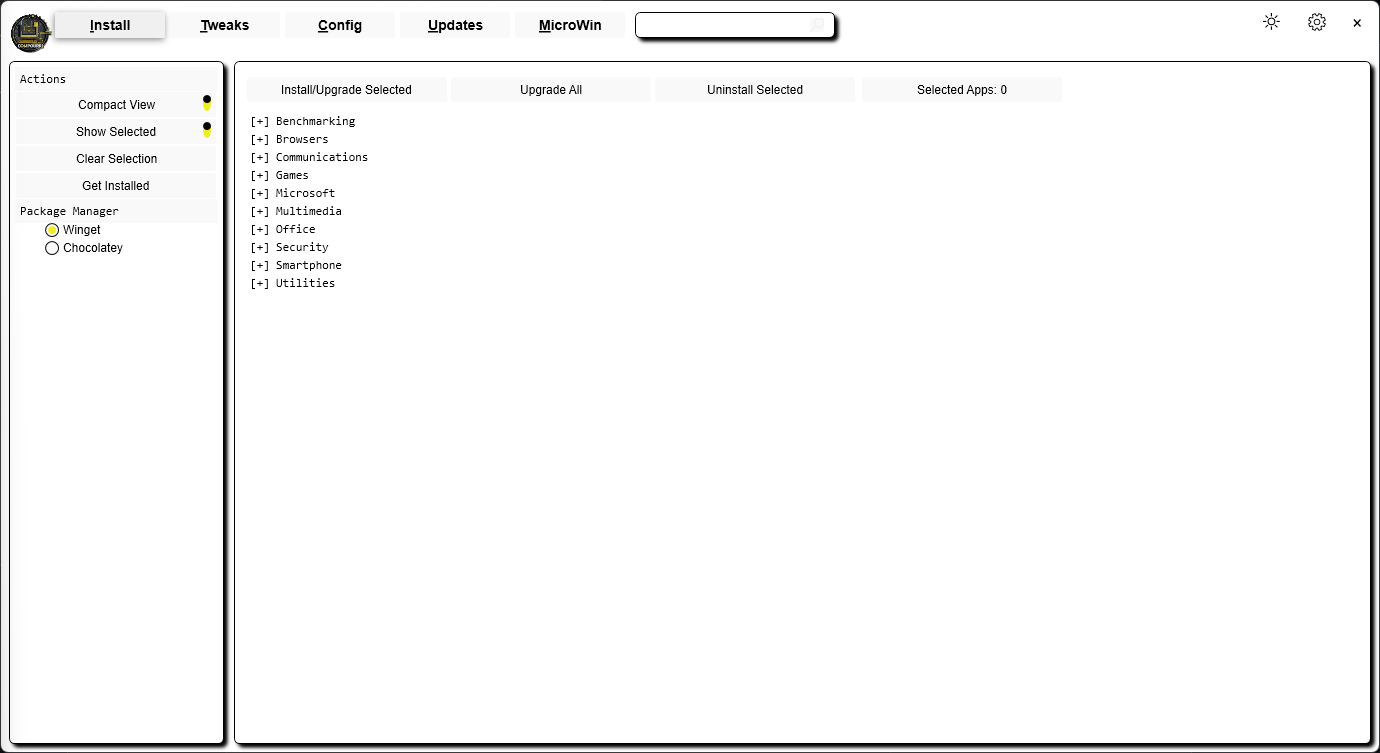 Install
Tweaks
Config
Updates
MicroWin
Actions
Compact View
Show Selected
Clear Selection
Get Installed
Package Manager
Winget
Chocolatey
Install/Upgrade Selected
Upgrade All
Uninstall Selected
Selected Apps: 0
[+] Benchmarking
[+] Browsers
[+] Communications
[+] Games
[+] Microsoft
[+] Multimedia
[+] Office
[+] Security
[+] Smartphone
[+] Utilities